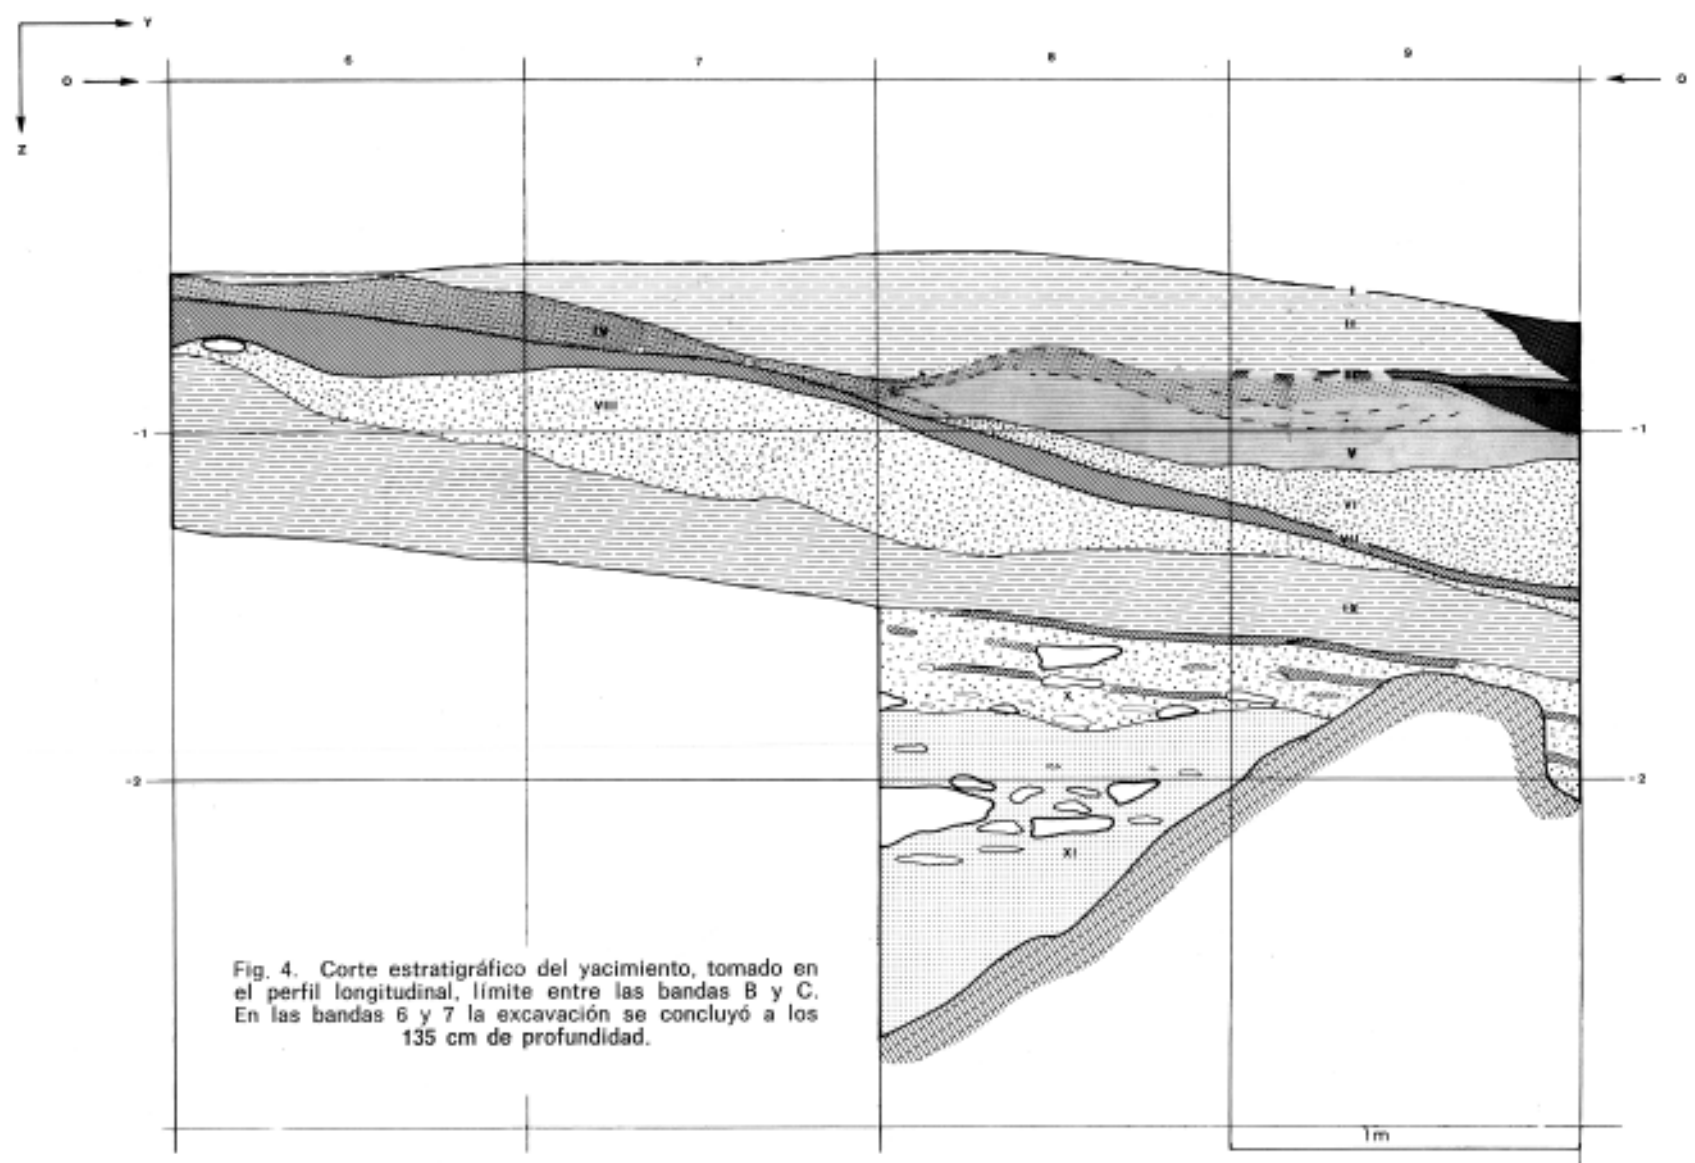 Y
6
7
8
9
O
O
Z
I
II
IV
VIII
-1
-1
V
VI
VII
IX
X
-2
-2
XI
Fig. 4. Corte estratigráfico del yacimiento, tomado en
el perfil longitudinal, límite entre las bandas B y C.
En las bandas 6 y 7 la excavación se concluyó a los
135 cm de profundidad.
1m